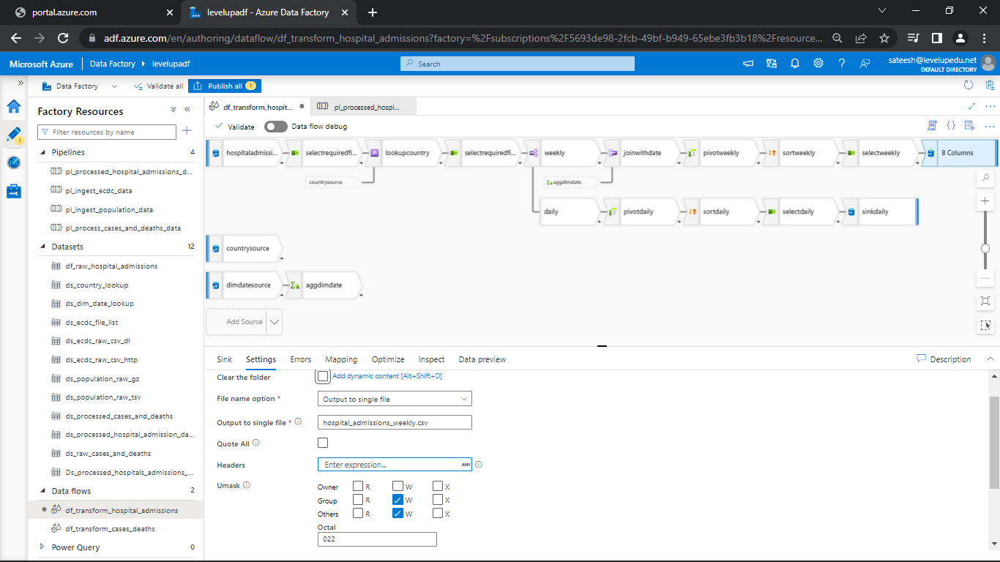 portal.azure.com
levelupadf - Azure Data Factory
adf.azure.com/en/authoring/dataflow/df_transform_hospital_admissions?factory=%2Fsubscriptions%2F5693de98-2fcb-49bf-b949-65ebe3fb3b18%2Fresource...
Microsoft Azure
Data Factory
levelupadf
Search
sateesh@levelupedu.net
DEFAULT DIRECTORY
Data Factory
Validate all
Publish all 1
Factory Resources
Filter resources by name
Pipelines 4
pl_processed_hospital_admissions_d...
pl_ingest_ecdc_data
pl_ingest_population_data
pl_process_cases_and_deaths_data
Datasets 12
df_raw_hospital_admissions
ds_country_lookup
ds_dim_date_lookup
ds_ecdc_file_list
ds_ecdc_raw_csv_dl
ds_ecdc_raw_csv_http
ds_population_raw_gz
ds_population_raw_tsv
ds_processed_cases_and_deaths
ds_processed_hospital_admission_da...
ds_raw_cases_and_deaths
Ds_processed_hospitals_admissions_...
Data flows 2
df_transform_hospital_admissions
df_transform_cases_deaths
Power Query 0
df_transform_hospit...
pl_processed_hospi...
Validate
Data flow debug
hospitaladmissi...
selectrequiredfi...
lookupcountry
selectrequiredfi...
weekly
joinwithdate
pivotweekly
sortweekly
selectweekly
8 Columns
countrysource
aggdimdate
daily
pivotdaily
sortdaily
selectdaily
sinkdaily
countrysource
dimdatesource
aggdimdate
Add Source
Sink
Settings
Errors
Mapping
Optimize
Inspect
Data preview
Description
Clear the folder
Add dynamic content [Alt+Shift+D]
File name option *
Output to single file
Output to single file *
hospital_admissions_weekly.csv
Quote All
Headers
Enter expression...
ANY
Umask
Owner R W X
Group R W X
Others R W X
Octal
022